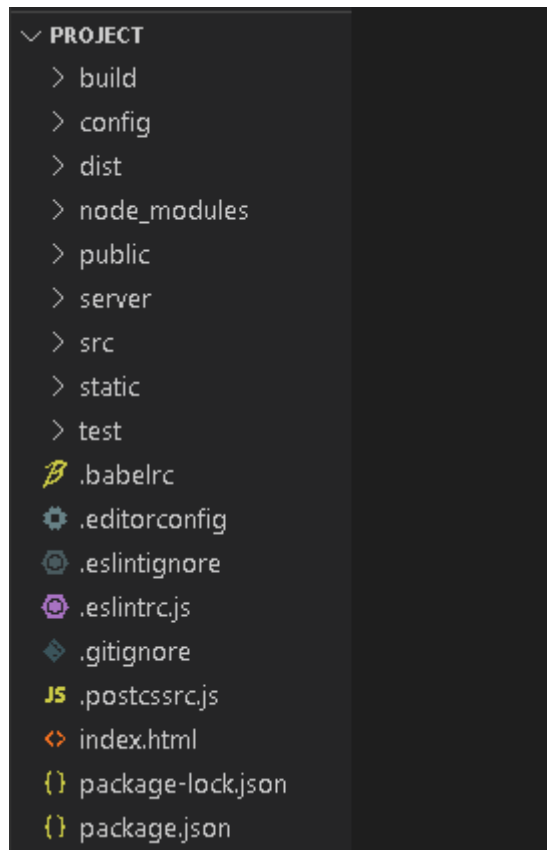 PROJECT
build
config
dist
node_modules
public
server
src
static
test
.babelrc
.editorconfig
.eslintignore
.eslintrc.js
.gitignore
JS .postcssrc.js
<> index.html
{} package-lock.json
{} package.json